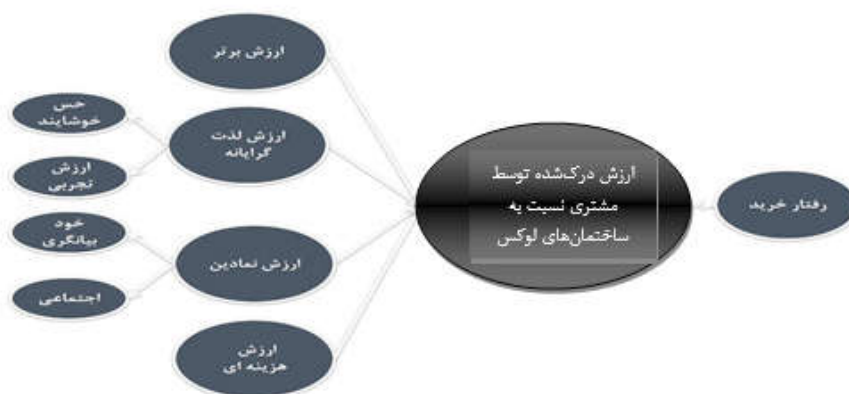 ارزش برتر
حس
خوشایند
ارزش لذت
گرایانه
ارزش
تجربی
ارزش درک‌شده توسط
مشتری نسبت به
ساختمان‌های لوکس
رفتار خرید
خود
بیانگری
ارزش نمادین
اجتماعی
ارزش
هزینه ای